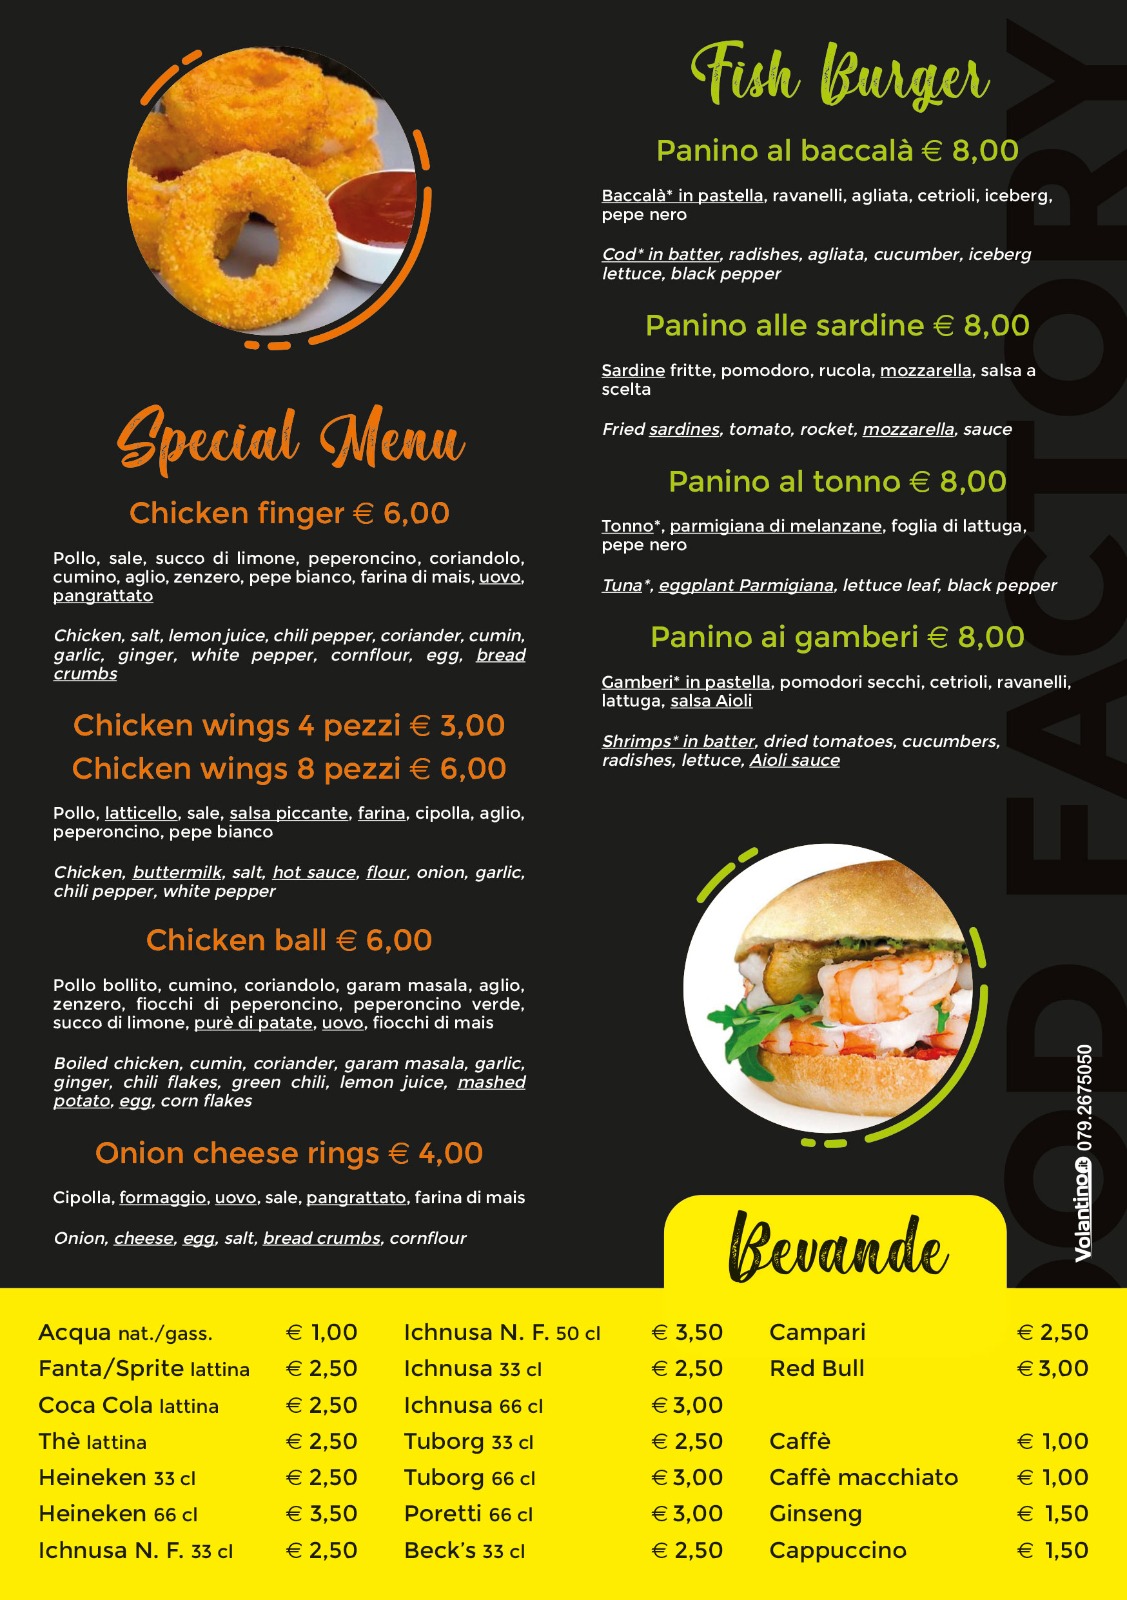 Special Menu
Chicken finger € 6,00
Pollo, sale, succo di limone, peperoncino, coriandolo,
cumino, aglio, zenzero, pepe bianco, farina di mais, uovo,
pangrattato
Chicken, salt, lemon juice, chili pepper, coriander, cumin,
garlic, ginger, white pepper, cornflour, egg, bread
crumbs
Chicken wings 4 pezzi € 3,00
Chicken wings 8 pezzi € 6,00
Pollo, latticello, sale, salsa piccante, farina, cipolla, aglio,
peperoncino, pepe bianco
Chicken, buttermilk, salt, hot sauce, flour, onion, garlic,
chili pepper, white pepper
Chicken ball € 6,00
Pollo bollito, cumino, coriandolo, garam masala, aglio,
zenzero, fiocchi di peperoncino, peperoncino verde,
succo di limone, purè di patate, uovo, fiocchi di mais
Boiled chicken, cumin, coriander, garam masala, garlic,
ginger, chili flakes, green chili, lemon juice, mashed
potato, egg, corn flakes
Onion cheese rings € 4,00
Cipolla, formaggio, uovo, sale, pangrattato, farina di mais
Onion, cheese, egg, salt, bread crumbs, cornflour
Fish Burger
Panino al baccalà € 8,00
Baccalà* in pastella, ravanelli, agliata, cetrioli, iceberg,
pepe nero
Cod* in batter, radishes, agliata, cucumber, iceberg
lettuce, black pepper
Panino alle sardine € 8,00
Sardine fritte, pomodoro, rucola, mozzarella, salsa a
scelta
Fried sardines, tomato, rocket, mozzarella, sauce
Panino al tonno € 8,00
Tonno*, parmigiana di melanzane, foglia di lattuga,
pepe nero
Tuna*, eggplant Parmigiana, lettuce leaf, black pepper
Panino ai gamberi € 8,00
Gamberi* in pastella, pomodori secchi, cetrioli, ravanelli,
lattuga, salsa Aioli
Shrimps* in batter, dried tomatoes, cucumbers,
radishes, lettuce, Aioli sauce
OOD FACTORY
Volantino.it 079.2675050
Bevande
Acqua nat./gass. € 1,00
Fanta/Sprite lattina € 2,50
Coca Cola lattina € 2,50
Thè lattina € 2,50
Heineken 33 cl € 2,50
Heineken 66 cl € 3,50
Ichnusa N. F. 33 cl € 2,50
Ichnusa N. F. 50 cl € 3,50
Ichnusa 33 cl € 2,50
Ichnusa 66 cl € 3,00
Tuborg 33 cl € 2,50
Tuborg 66 cl € 3,00
Poretti 66 cl € 3,00
Beck's 33 cl € 2,50
Campari € 2,50
Red Bull € 3,00
Caffè € 1,00
Caffè macchiato € 1,00
Ginseng € 1,50
Cappuccino € 1,50